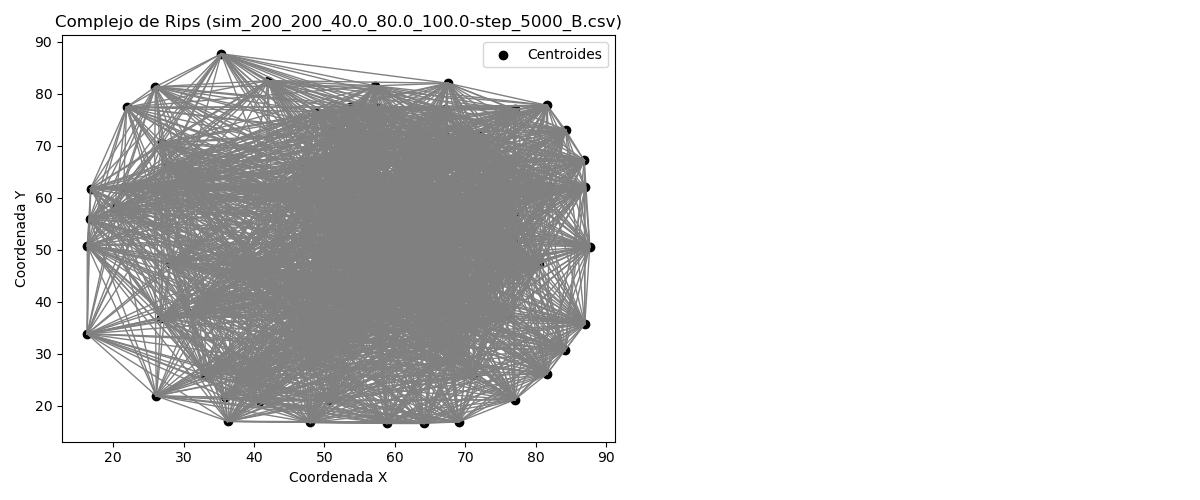 Complejo de Rips (sim_200_200_40.0_80.0_100.0-step_5000_B.csv)
Centroides
90
80
70
60
50
40
30
20
Coordenada Y
20 30 40 50 60 70 80 90
Coordenada X